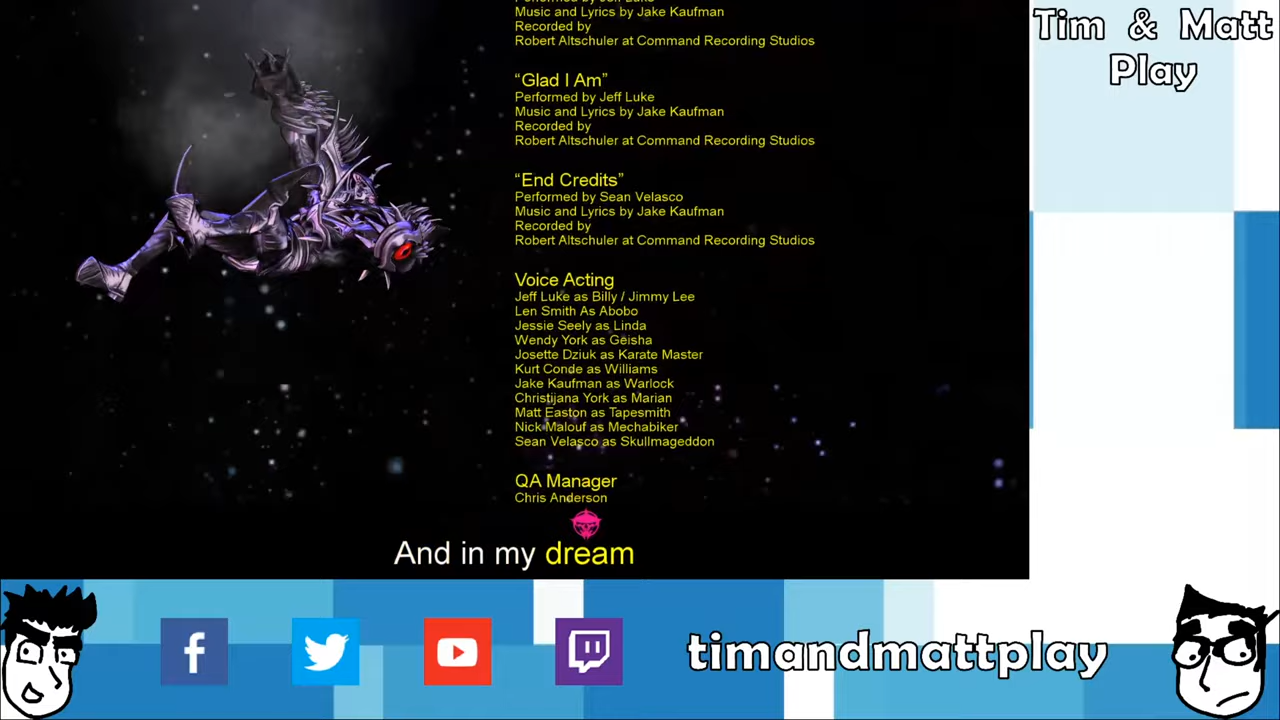 Performed by Jeff Luke
Music and Lyrics by Jake Kaufman
Recorded by
Robert Altschuler at Command Recording Studios
“Glad I Am”
Performed by Jeff Luke
Music and Lyrics by Jake Kaufman
Recorded by
Robert Altschuler at Command Recording Studios
“End Credits”
Performed by Sean Velasco
Music and Lyrics by Jake Kaufman
Recorded by
Robert Altschuler at Command Recording Studios
Voice Acting
Jeff Luke as Billy / Jimmy Lee
Len Smith As Abobo
Jessie Seely as Linda
Wendy York as Geisha
Josette Dziuk as Karate Master
Kurt Conde as Williams
Jake Kaufman as Warlock
Christijana York as Marian
Matt Easton as Tapesmith
Nick Malouf as Mechabiker
Sean Velasco as Skullmageddon
QA Manager
Chris Anderson
And in my dream
Tim & Matt
Play
timandmattplay